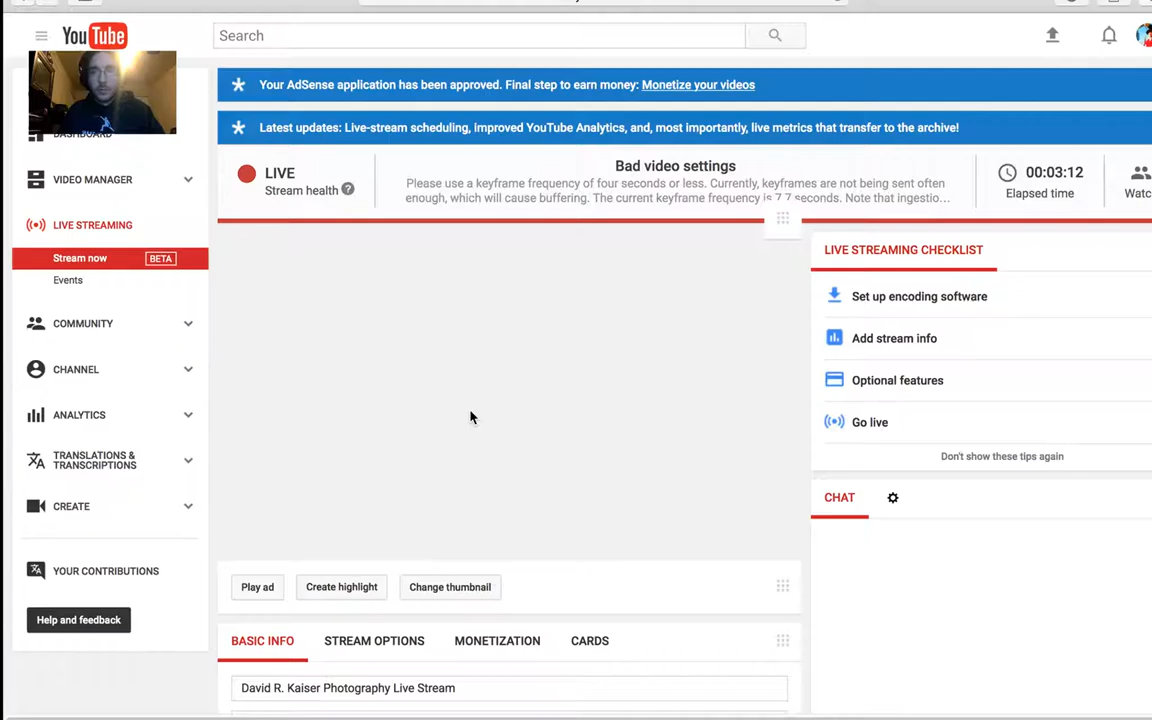 YouTube
Search
Your AdSense application has been approved. Final step to earn money: Monetize your videos
Latest updates: Live-stream scheduling, improved YouTube Analytics, and, most importantly, live metrics that transfer to the archive!
DASHBOARD
VIDEO MANAGER
LIVE STREAMING
Stream now BETA
Events
COMMUNITY
CHANNEL
ANALYTICS
TRANSLATIONS &
TRANSCRIPTIONS
CREATE
YOUR CONTRIBUTIONS
Help and feedback
LIVE
Stream health ?
Bad video settings
Please use a keyframe frequency of four seconds or less. Currently, keyframes are not being sent often
enough, which will cause buffering. The current keyframe frequency is 7.7 seconds. Note that ingestio...
00:03:12
Elapsed time
Watc
LIVE STREAMING CHECKLIST
Set up encoding software
Add stream info
Optional features
Go live
Don't show these tips again
CHAT
Play ad
Create highlight
Change thumbnail
BASIC INFO
STREAM OPTIONS
MONETIZATION
CARDS
David R. Kaiser Photography Live Stream